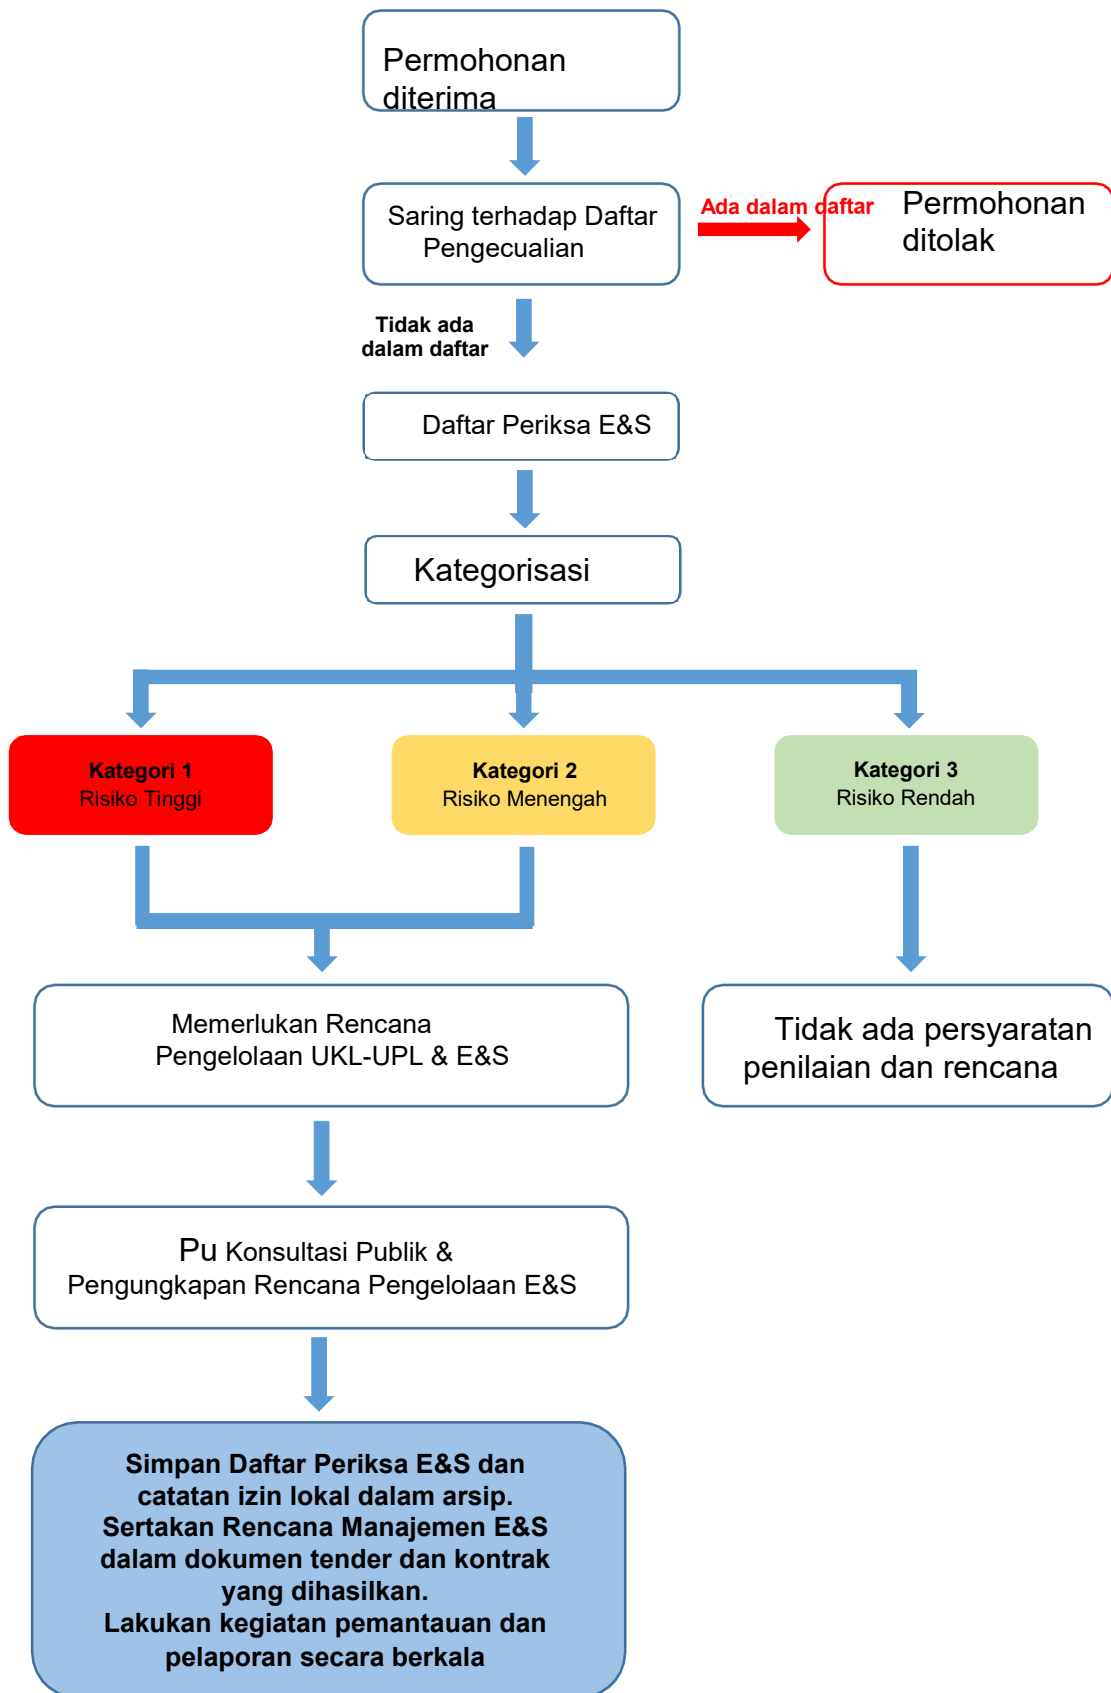 Permohonan
diterima
Saring terhadap Daftar
Pengecualian
Ada dalam daftar
Permohonan
ditolak
Tidak ada
dalam daftar
Daftar Periksa E&S
Kategorisasi
Kategori 1
Risiko Tinggi
Kategori 2
Risiko Menengah
Kategori 3
Risiko Rendah
Memerlukan Rencana
Pengelolaan UKL-UPL & E&S
Tidak ada persyaratan
penilaian dan rencana
Pu Konsultasi Publik &
Pengungkapan Rencana Pengelolaan E&S
Simpan Daftar Periksa E&S dan
catatan izin lokal dalam arsip.
Sertakan Rencana Manajemen E&S
dalam dokumen tender dan kontrak
yang dihasilkan.
Lakukan kegiatan pemantauan dan
pelaporan secara berkala